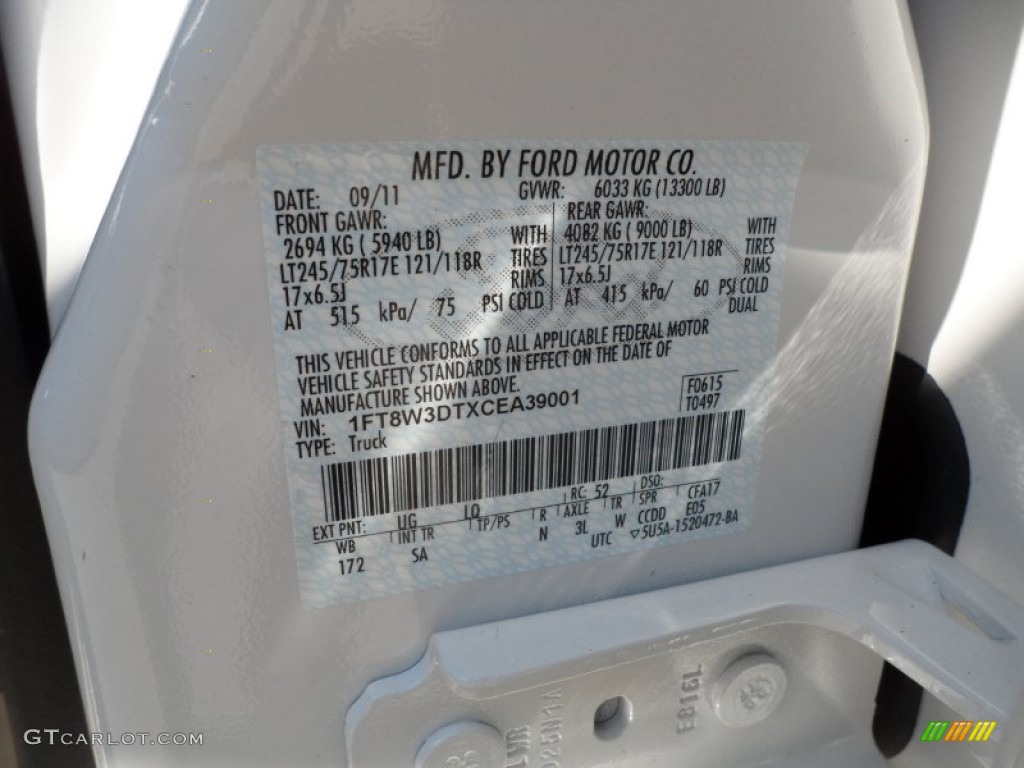 MFD. BY FORD MOTOR CO.
DATE: 09/11 GVWR: 6033 KG (13300 LB)
FRONT GAWR: REAR GAWR:
2694 KG ( 5940 LB) WITH 4082 KG ( 9000 LB) WITH
LT245/75R17E 121/118R TIRES LT245/75R17E 121/118R TIRES
17x6.5J RIMS 17x6.5J RIMS
AT 515 kPa/ 75 PSI COLD AT 415 kPa/ 60 PSI COLD
DUAL
THIS VEHICLE CONFORMS TO ALL APPLICABLE FEDERAL MOTOR
VEHICLE SAFETY STANDARDS IN EFFECT ON THE DATE OF
MANUFACTURE SHOWN ABOVE.
VIN: 1FT8W3DTXCEA39001 F0615
TYPE: Truck T0497
EXT PNT: UG LQ RC: 52 DSO: CFA17
WB INT TR TP/PS R AXLE TR SPR E05
172 SA N 3L W CCDD
UTC ▽5U5A-1520472-BA
E816L
GTCARLOT.COM